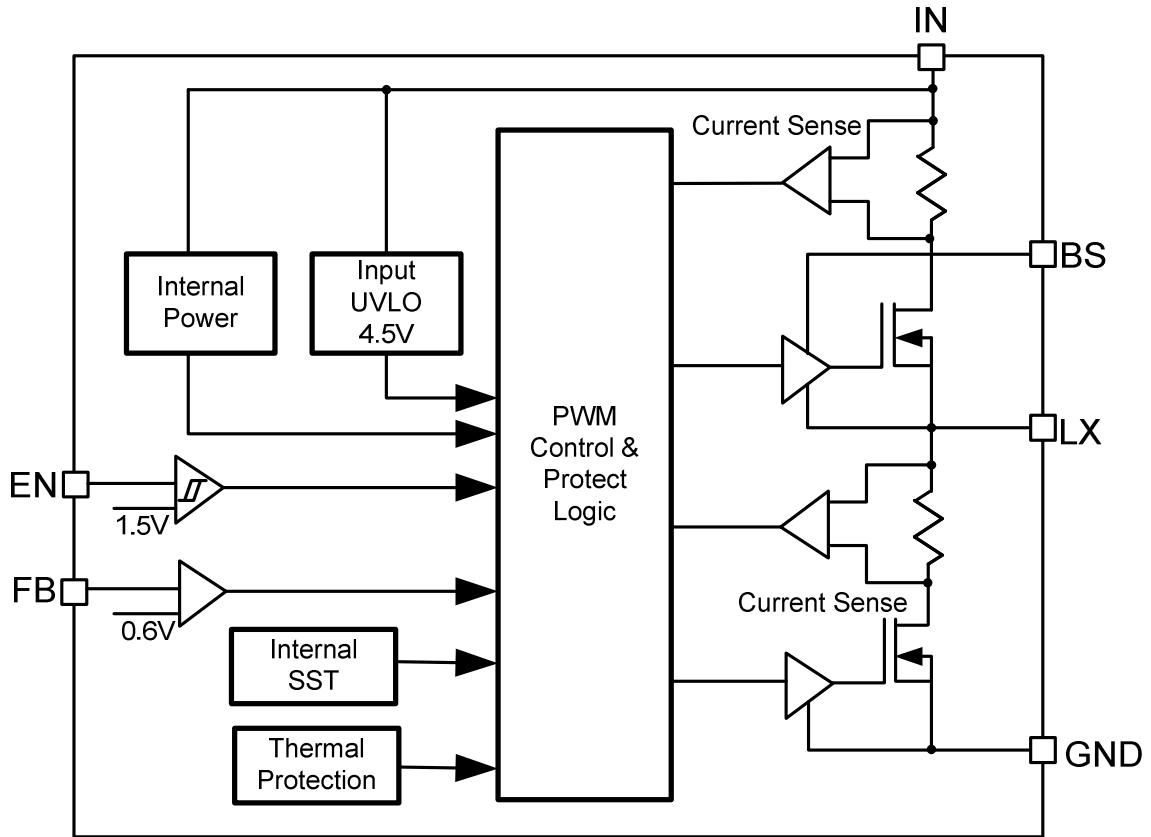 IN
Current Sense
BS
Internal
Power
Input
UVLO
4.5V
PWM
Control &
Protect
Logic
LX
EN
1.5V
FB
0.6V
Current Sense
Internal
SST
Thermal
Protection
GND